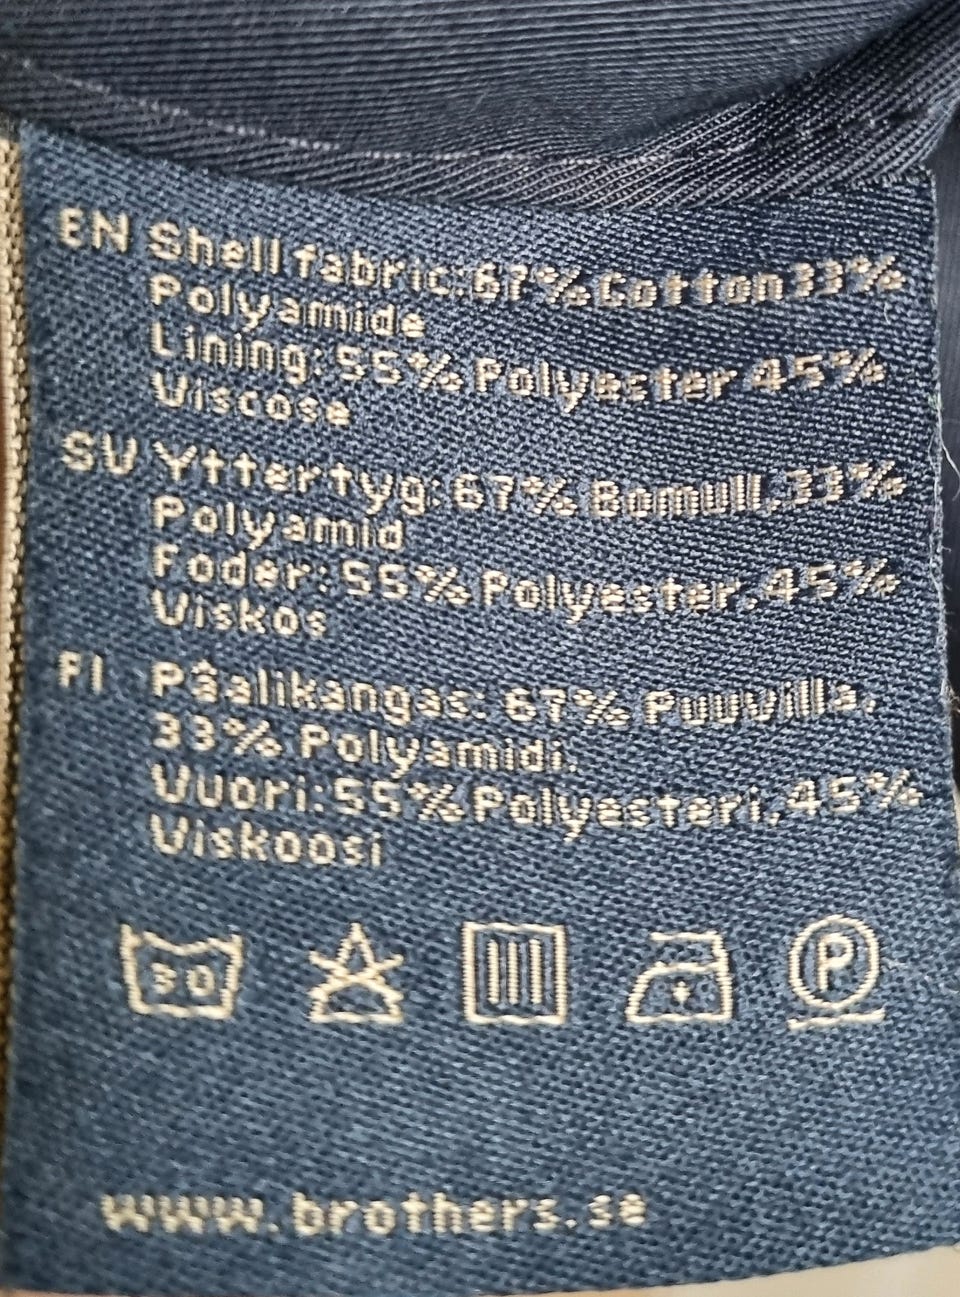 EN Shell fabric:67% Cotton33%
Polyamide
Lining: 55% Polyester 45%
Viscose
SV Yttertyg:67% Bomull,33%
Polyamid
Foder:55% Polyester,45%
Viskos
FI Påalikangas: 67% Puuvilla,
33% Polyamidi.
Vuori:55% Polyesteri,45%
Viskoosi
30 P
www.brothers.se